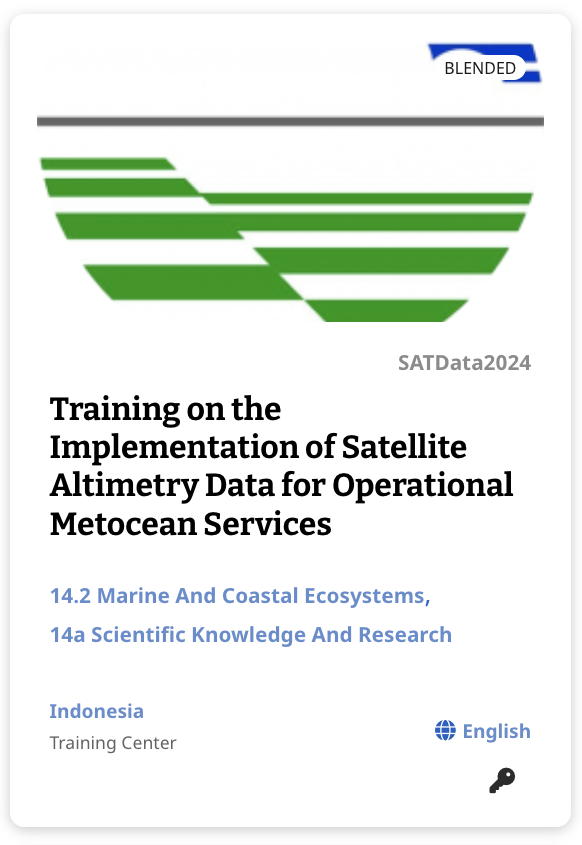 BLENDED
SATData2024
Training on the
Implementation of Satellite
Altimetry Data for Operational
Metocean Services
14.2 Marine And Coastal Ecosystems,
14a Scientific Knowledge And Research
Indonesia
Training Center
English